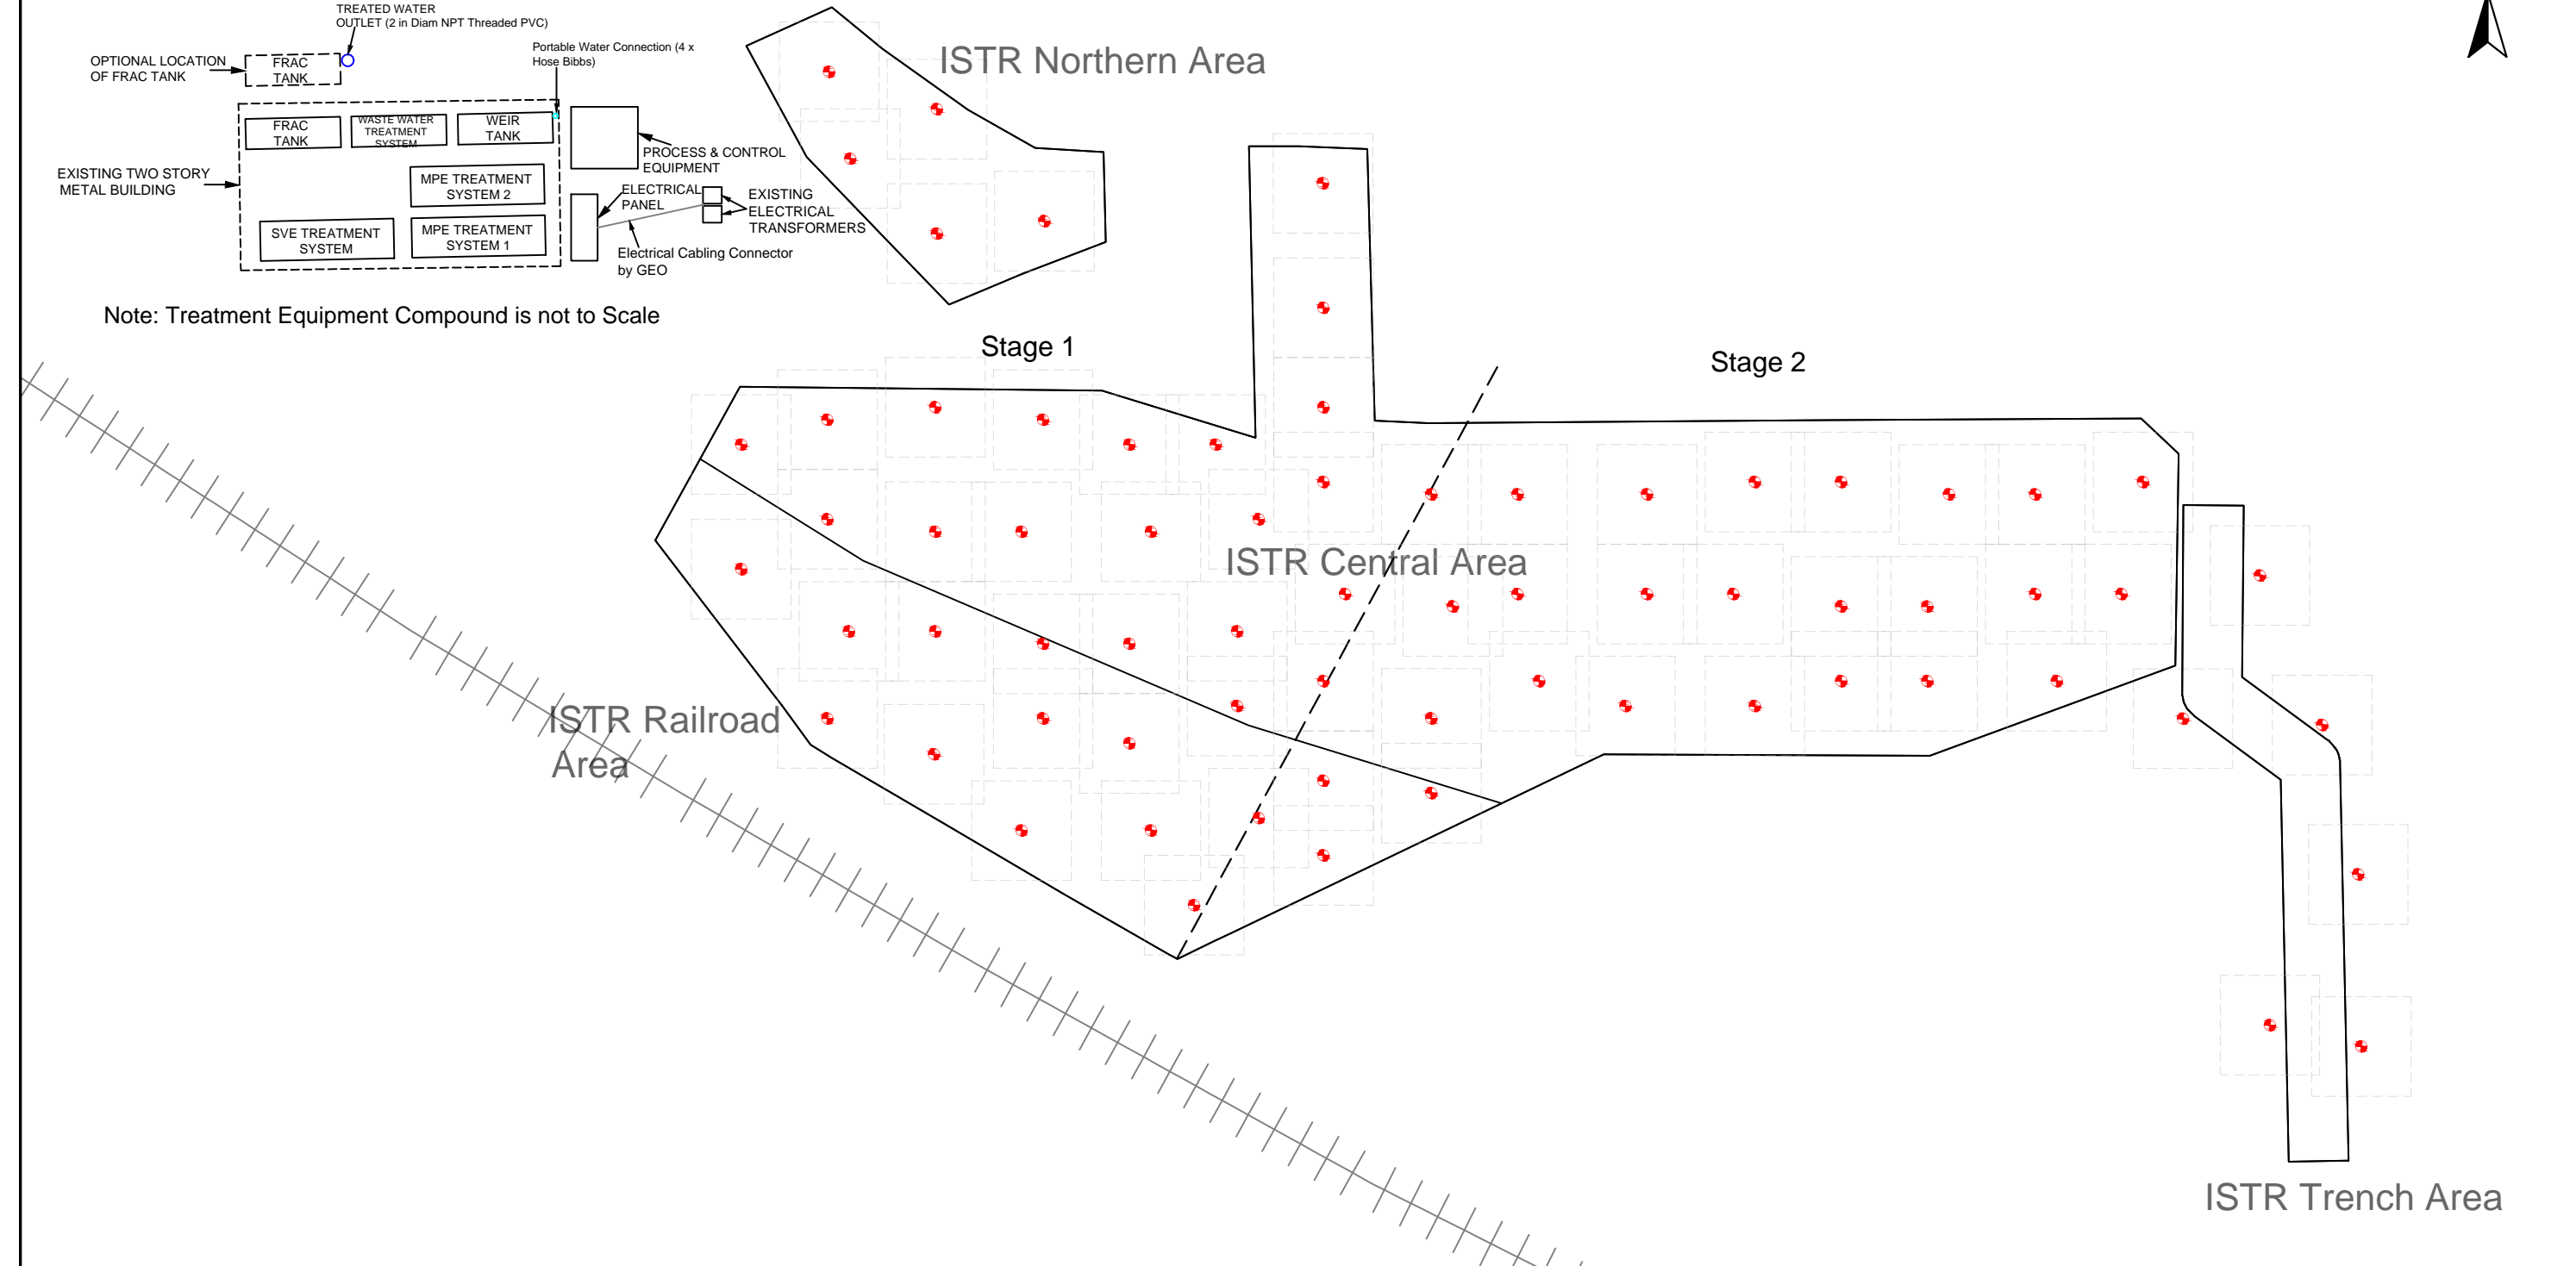 TREATED WATER
OUTLET (2 in Diam NPT Threaded PVC)
Portable Water Connection (4 x
Hose Bibbs)
OPTIONAL LOCATION
OF FRAC TANK
FRAC
TANK
FRAC
TANK
WASTE WATER
TREATMENT
SYSTEM
WEIR
TANK
PROCESS & CONTROL
EQUIPMENT
EXISTING TWO STORY
METAL BUILDING
MPE TREATMENT
SYSTEM 2
ELECTRICAL
PANEL
EXISTING
ELECTRICAL
TRANSFORMERS
SVE TREATMENT
SYSTEM
MPE TREATMENT
SYSTEM 1
Electrical Cabling Connector
by GEO
Note: Treatment Equipment Compound is not to Scale
ISTR Northern Area
Stage 1
Stage 2
ISTR Central Area
ISTR Railroad
Area
ISTR Trench Area